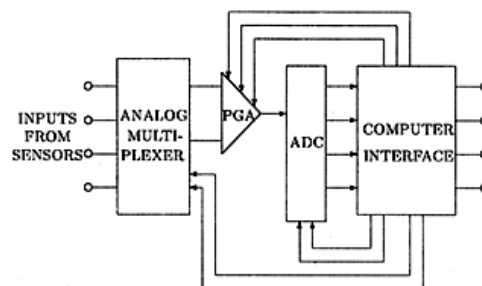 INPUTS
FROM
SENSORS
ANALOG
MULTI-
PLEXER
PGA
ADC
COMPUTER
INTERFACE